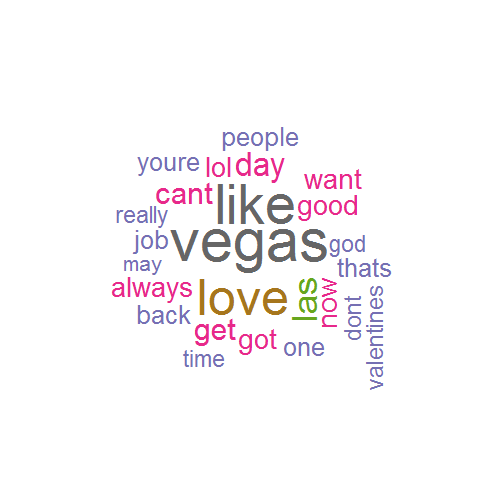 people
youre
lol
day
want
cant
like
good
really
vegas
job
god
may
thats
always
love
las
now
dont
valentines
back
get
got
one
time